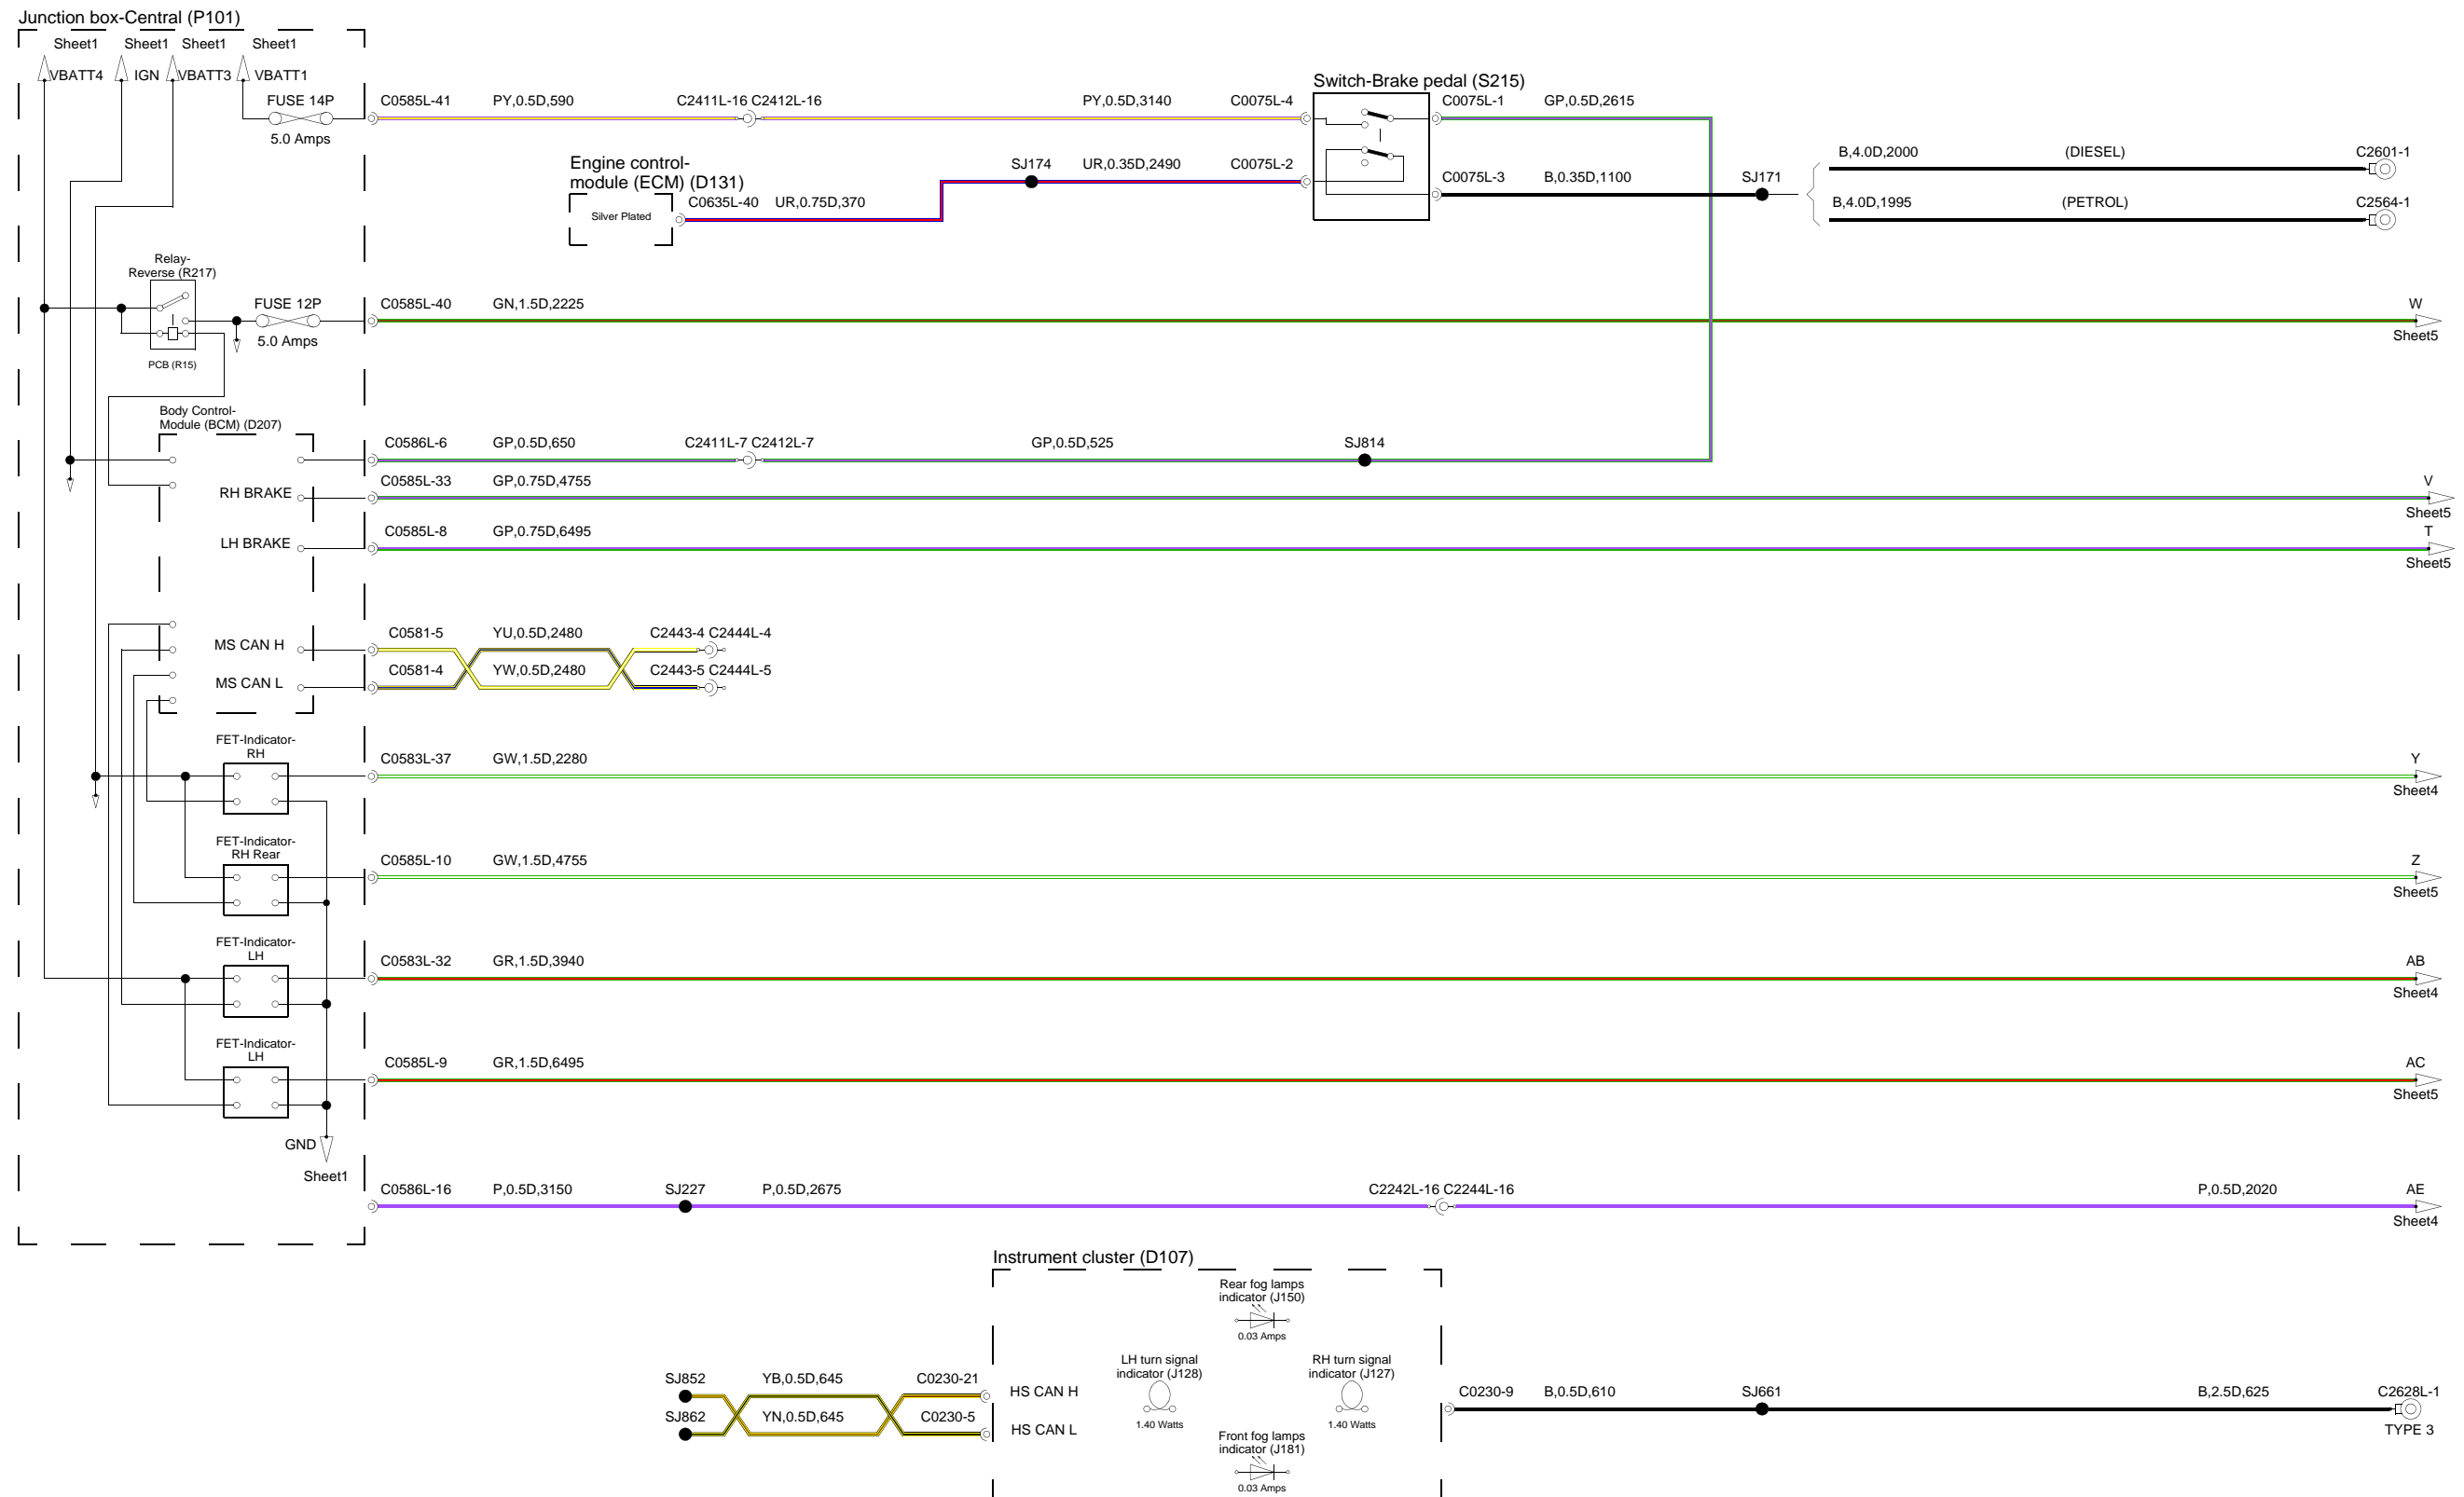 Junction box-Central (P101)
Sheet1 Sheet1 Sheet1 Sheet1
VBATT4 IGN VBATT3 VBATT1
FUSE 14P
5.0 Amps
C0585L-41 PY,0.5D,590 C2411L-16 C2412L-16 PY,0.5D,3140 C0075L-4
Switch-Brake pedal (S215)
C0075L-1 GP,0.5D,2615
Engine control-
module (ECM) (D131)
Silver Plated
C0635L-40 UR,0.75D,370
SJ174 UR,0.35D,2490 C0075L-2
C0075L-3 B,0.35D,1100 SJ171
B,4.0D,2000 (DIESEL) C2601-1
B,4.0D,1995 (PETROL) C2564-1
Relay-
Reverse (R217)
PCB (R15)
FUSE 12P
5.0 Amps
C0585L-40 GN,1.5D,2225 W
Sheet5
Body Control-
Module (BCM) (D207)
C0586L-6 GP,0.5D,650 C2411L-7 C2412L-7 GP,0.5D,525 SJ814
RH BRAKE C0585L-33 GP,0.75D,4755 V
Sheet5
LH BRAKE C0585L-8 GP,0.75D,6495 T
Sheet5
MS CAN H C0581-5 YU,0.5D,2480 C2443-4 C2444L-4
MS CAN L C0581-4 YW,0.5D,2480 C2443-5 C2444L-5
FET-Indicator-
RH
C0583L-37 GW,1.5D,2280 Y
Sheet4
FET-Indicator-
RH Rear
C0585L-10 GW,1.5D,4755 Z
Sheet5
FET-Indicator-
LH
C0583L-32 GR,1.5D,3940 AB
Sheet4
FET-Indicator-
LH
C0585L-9 GR,1.5D,6495 AC
Sheet5
GND
Sheet1
C0586L-16 P,0.5D,3150 SJ227 P,0.5D,2675 C2242L-16 C2244L-16 P,0.5D,2020 AE
Sheet4
Instrument cluster (D107)
Rear fog lamps
indicator (J150)
0.03 Amps
LH turn signal
indicator (J128)
1.40 Watts
RH turn signal
indicator (J127)
1.40 Watts
SJ852 YB,0.5D,645 C0230-21 HS CAN H
SJ862 YN,0.5D,645 C0230-5 HS CAN L
C0230-9 B,0.5D,610 SJ661 B,2.5D,625 C2628L-1
TYPE 3
Front fog lamps
indicator (J181)
0.03 Amps